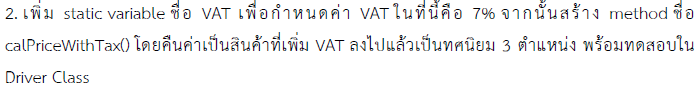 2. เพิ่ม static variable ชื่อ VAT เพื่อกำหนดค่า VAT ในที่นี้คือ 7% จากนั้นสร้าง method ชื่อ
calPriceWithTax() โดยคืนค่าเป็นสินค้าที่เพิ่ม VAT ลงไปแล้วเป็นทศนิยม 3 ตำแหน่ง พร้อมทดสอบใน
Driver Class